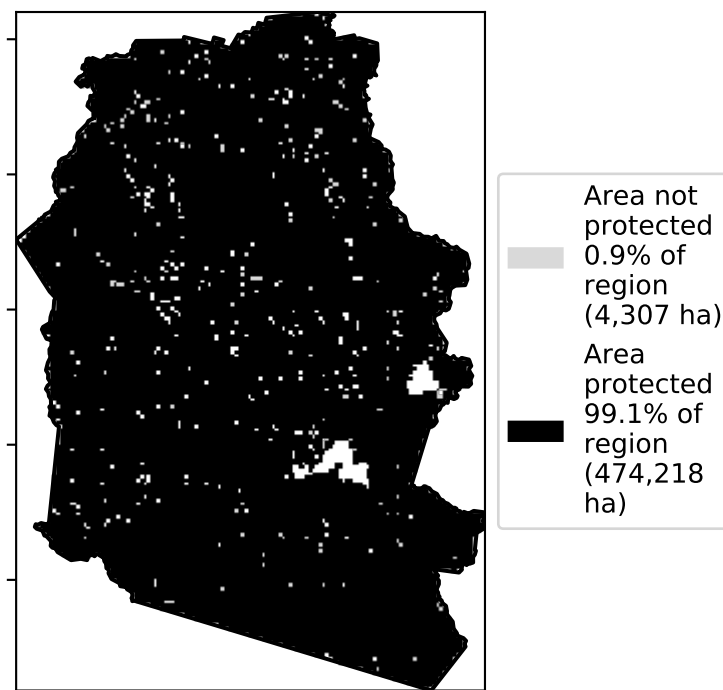 Area not
protected
0.9% of
region
(4,307 ha)
Area
protected
99.1% of
region
(474,218
ha)